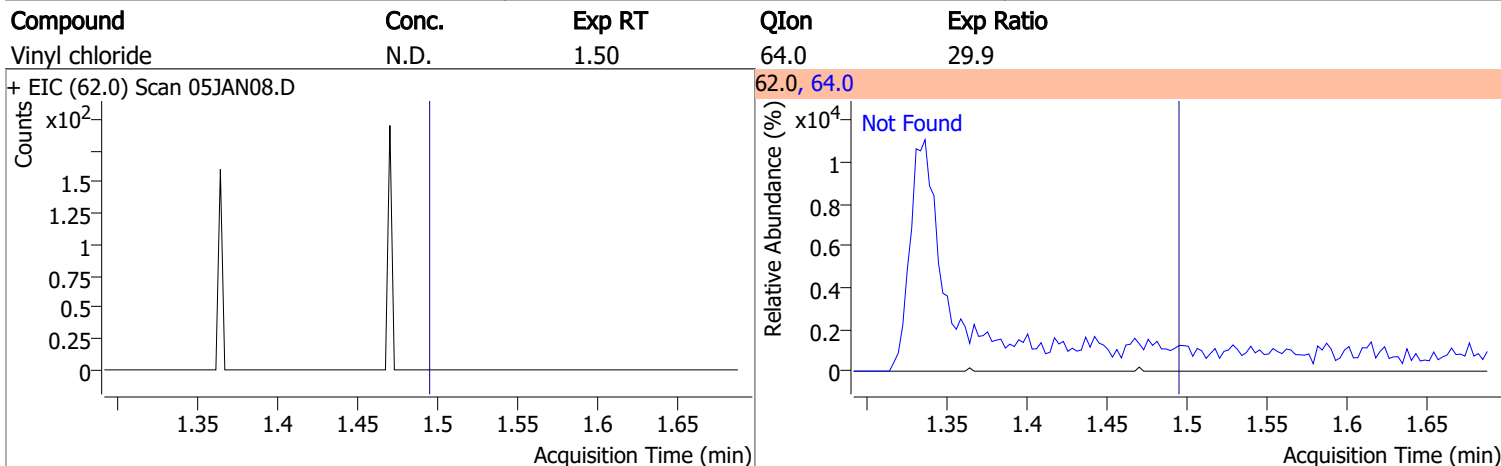 Compound Conc. Exp RT QIon Exp Ratio
Vinyl chloride N.D. 1.50 64.0 29.9
+ EIC (62.0) Scan 05JAN08.D
Counts
x10²
1.5
1.25
1
0.75
0.5
0.25
0
1.35 1.4 1.45 1.5 1.55 1.6 1.65
Acquisition Time (min)
62.0, 64.0
Relative Abundance (%)
x10⁴
Not Found
1
0.8
0.6
0.4
0.2
0
1.35 1.4 1.45 1.5 1.55 1.6 1.65
Acquisition Time (min)